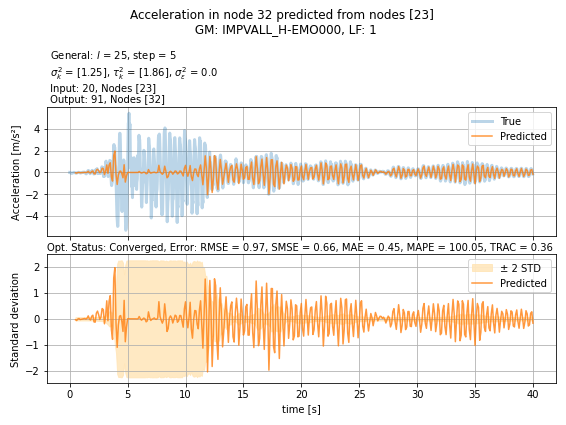 Acceleration in node 32 predicted from nodes [23]
GM: IMPVALL_H-EMO000, LF: 1
General: l = 25, step = 5
σ²ₖ = [1.25], τ²ₖ = [1.86], σ²ε = 0.0
Input: 20, Nodes [23]
Output: 91, Nodes [32]
Acceleration [m/s²]
4
2
0
−2
−4
True
Predicted
Opt. Status: Converged, Error: RMSE = 0.97, SMSE = 0.66, MAE = 0.45, MAPE = 100.05, TRAC = 0.36
Standard deviation
2
1
0
−1
−2
± 2 STD
Predicted
0 5 10 15 20 25 30 35 40
time [s]